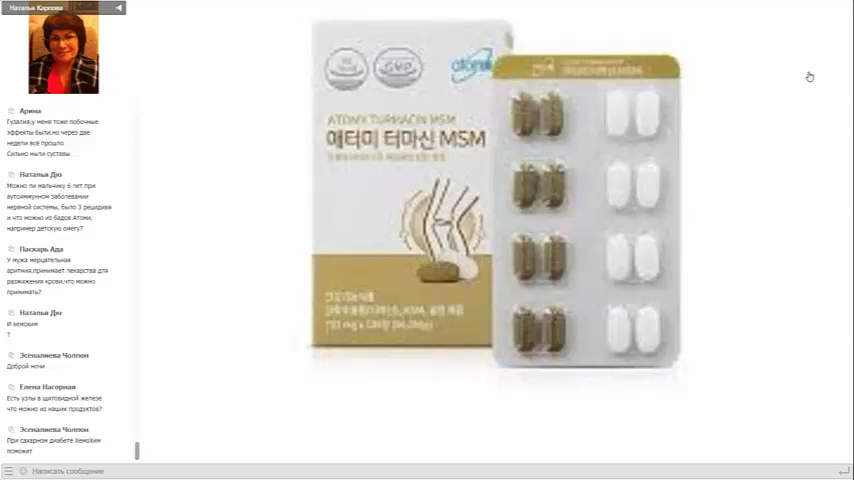 Наталья Карпова
Арина
Гузалия,у меня тоже побочные
эффекты были,но через две
недели всё прошло
Сильно ныли суставы
Наталья Дю
Можно ли мальчику 6 лет при
аутоиммунном заболевании
нервной системы, было 3 рецидива
и что можно из бадов Атоми,
например детскую омегу?
Паскарь Ада
У мужа мерцательная
аритмия.принимает лекарства для
разжижения крови.что можно
принимать?
Наталья Дю
И хемохим
?
Эсеналиева Чолпон
Доброй ночи
Елена Нагорная
Есть узлы в щитовидной железе
что можно из наших продуктов?
Эсеналиева Чолпон
При сахарном диабете ХемоХим
поможет
Написать сообщение
GMP
atomi
ATOMY TURMACIN MSM
애터미 터마신 MSM